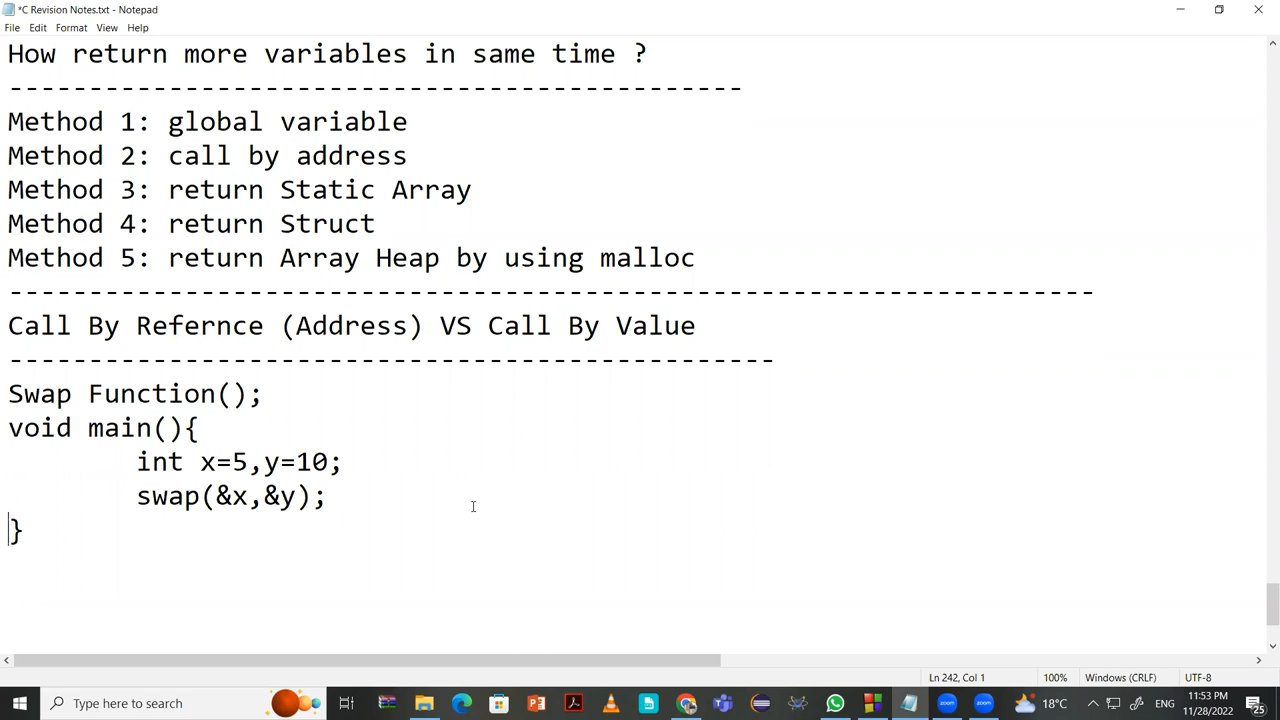 *C Revision Notes.txt - Notepad
File Edit Format View Help
How return more variables in same time ?
----------------------------------------------
Method 1: global variable
Method 2: call by address
Method 3: return Static Array
Method 4: return Struct
Method 5: return Array Heap by using malloc
--------------------------------------------------------------------
Call By Refernce (Address) VS Call By Value
------------------------------------------------
Swap Function();
void main(){
int x=5,y=10;
swap(&x,&y);
}
Ln 242, Col 1 100% Windows (CRLF) UTF-8
Type here to search
18°C
ENG
11:53 PM
11/28/2022
25